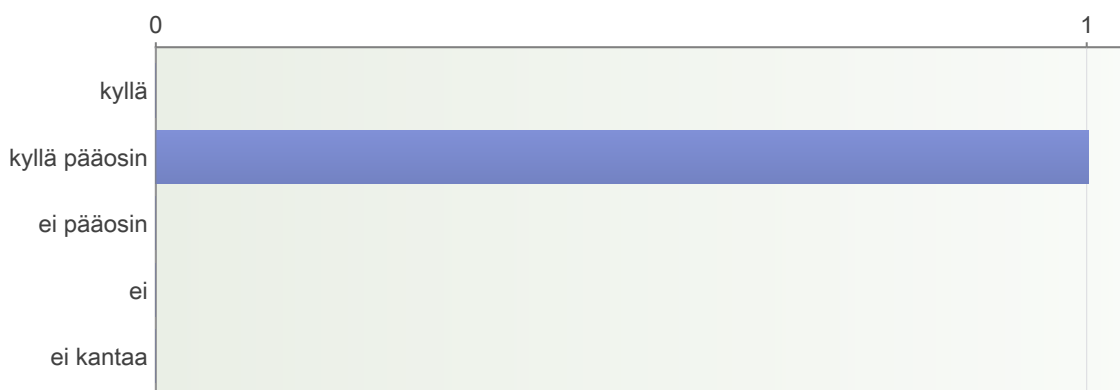 0 1
kyllä
kyllä pääosin
ei pääosin
ei
ei kantaa